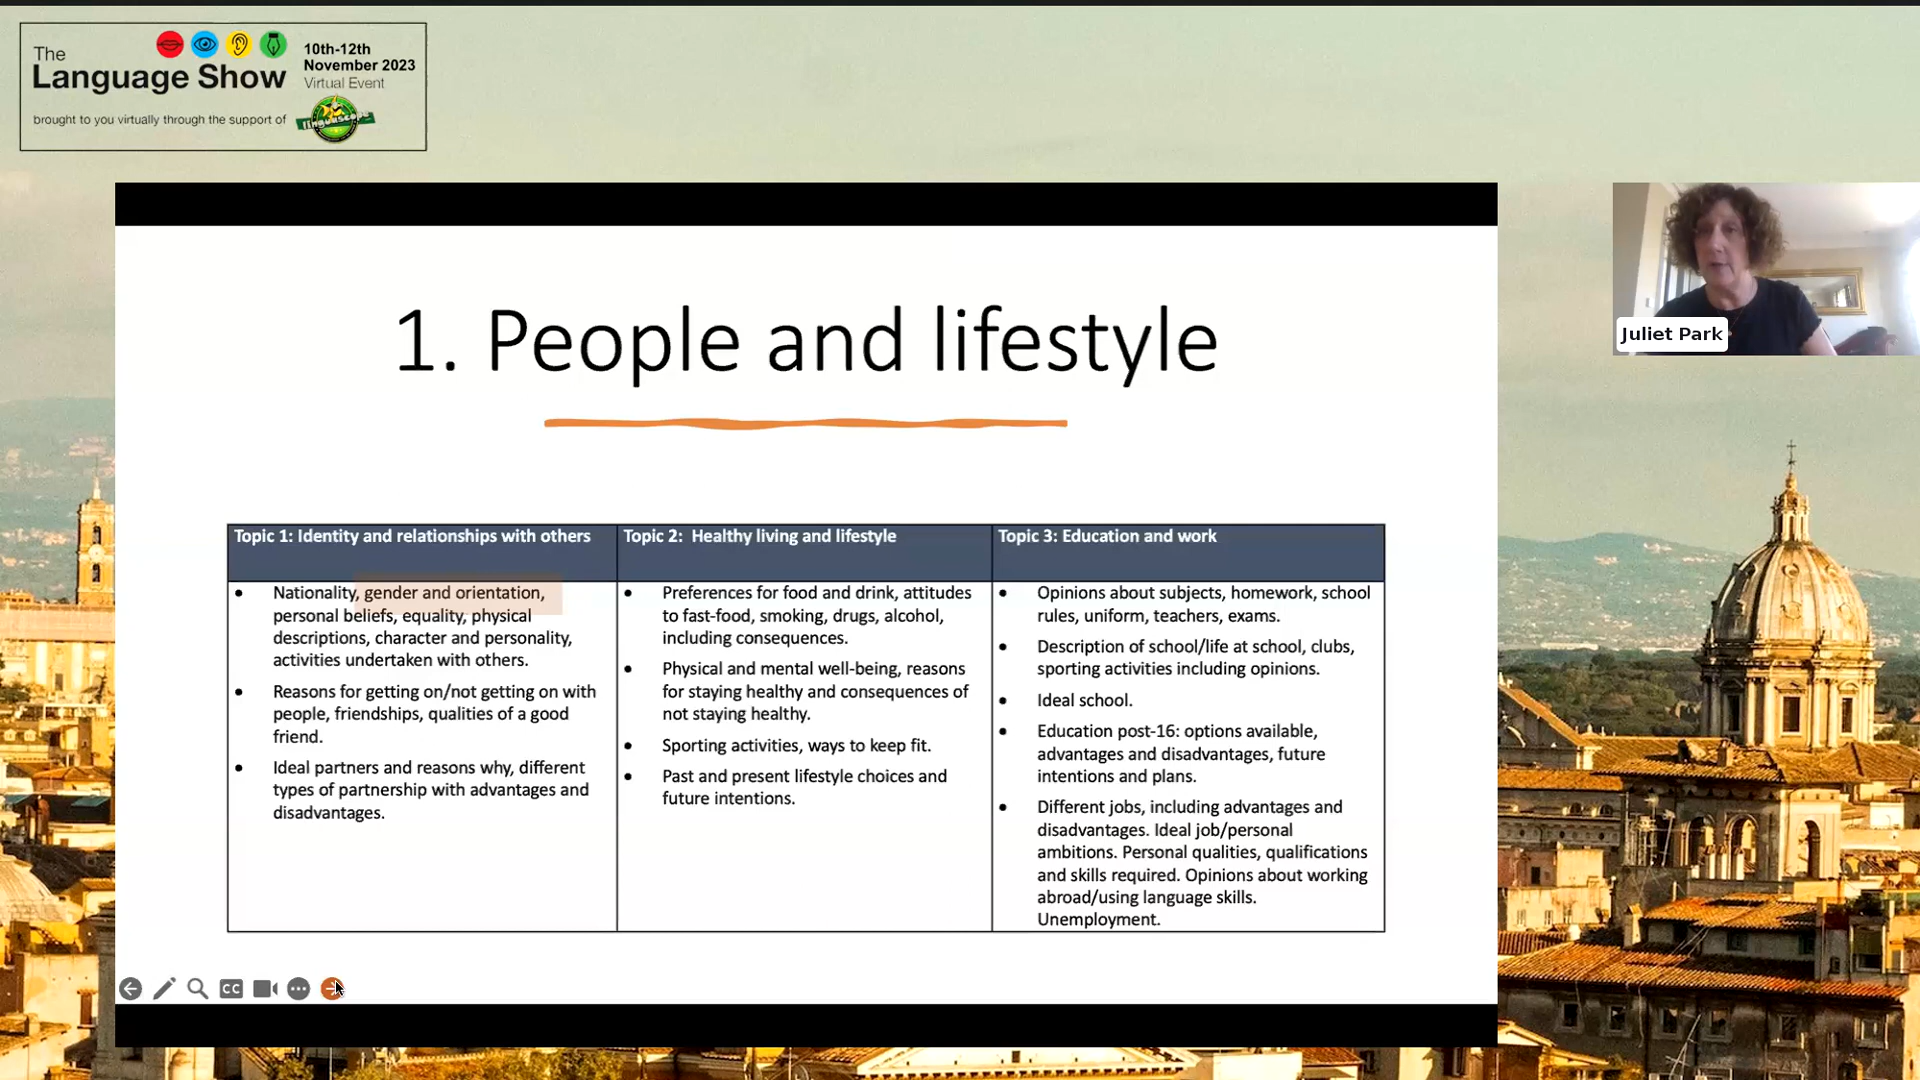 The
Language Show
10th-12th
November 2023
Virtual Event
brought to you virtually through the support of
linguascope
1. People and lifestyle
Juliet Park
Topic 1: Identity and relationships with others
Nationality, gender and orientation,
personal beliefs, equality, physical
descriptions, character and personality,
activities undertaken with others.
Reasons for getting on/not getting on with
people, friendships, qualities of a good
friend.
Ideal partners and reasons why, different
types of partnership with advantages and
disadvantages.
Topic 2: Healthy living and lifestyle
Preferences for food and drink, attitudes
to fast-food, smoking, drugs, alcohol,
including consequences.
Physical and mental well-being, reasons
for staying healthy and consequences of
not staying healthy.
Sporting activities, ways to keep fit.
Past and present lifestyle choices and
future intentions.
Topic 3: Education and work
Opinions about subjects, homework, school
rules, uniform, teachers, exams.
Description of school/life at school, clubs,
sporting activities including opinions.
Ideal school.
Education post-16: options available,
advantages and disadvantages, future
intentions and plans.
Different jobs, including advantages and
disadvantages. Ideal job/personal
ambitions. Personal qualities, qualifications
and skills required. Opinions about working
abroad/using language skills.
Unemployment.
CC